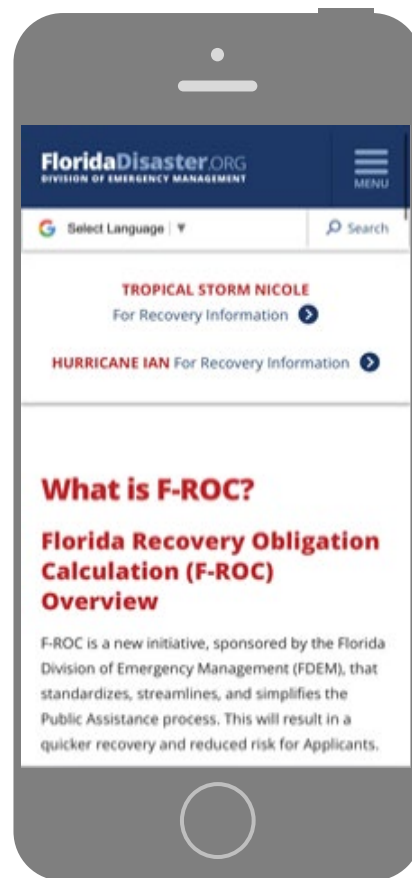 FloridaDisaster.ORG
DIVISION OF EMERGENCY MANAGEMENT
MENU
Select Language
Search
TROPICAL STORM NICOLE
For Recovery Information
HURRICANE IAN For Recovery Information
What is F-ROC?
Florida Recovery Obligation
Calculation (F-ROC)
Overview
F-ROC is a new initiative, sponsored by the Florida
Division of Emergency Management (FDEM), that
standardizes, streamlines, and simplifies the
Public Assistance process. This will result in a
quicker recovery and reduced risk for Applicants.